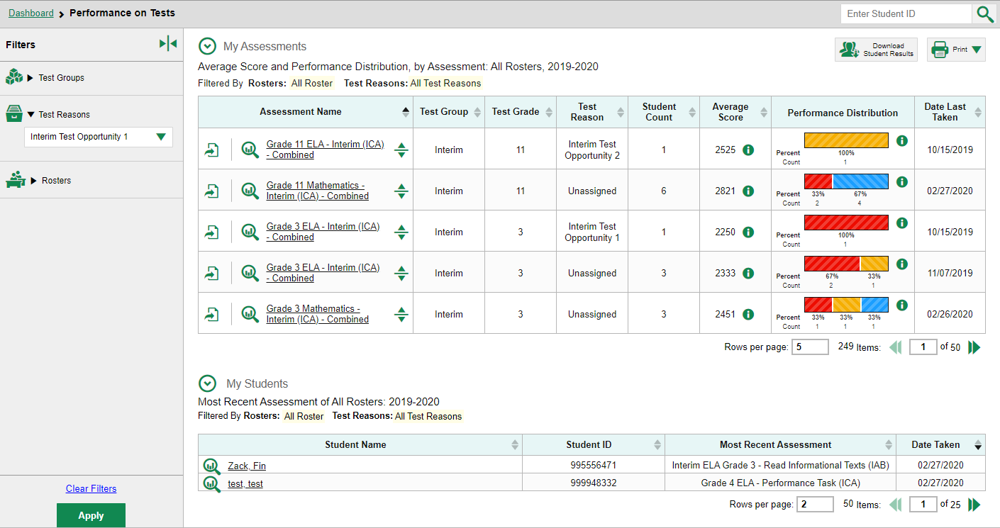 Dashboard Performance on Tests
Enter Student ID
Filters
Test Groups
Test Reasons
Interim Test Opportunity 1
Rosters
Clear Filters
Apply
My Assessments
Download
Student Results
Print
Average Score and Performance Distribution, by Assessment: All Rosters, 2019-2020
Filtered By Rosters: All Roster Test Reasons: All Test Reasons
Assessment Name Test Group Test Grade Test Reason Student Count Average Score Performance Distribution Date Last Taken
Grade 11 ELA - Interim (ICA) - Combined Interim 11 Interim Test Opportunity 2 1 2525 10/15/2019
Percent 100%
Count 1
Grade 11 Mathematics - Interim (ICA) - Combined Interim 11 Unassigned 6 2821 02/27/2020
Percent 33% 67%
Count 2 4
Grade 3 ELA - Interim (ICA) - Combined Interim 3 Interim Test Opportunity 1 1 2250 10/15/2019
Percent 100%
Count 1
Grade 3 ELA - Interim (ICA) - Combined Interim 3 Unassigned 3 2333 11/07/2019
Percent 67% 33%
Count 2 1
Grade 3 Mathematics - Interim (ICA) - Combined Interim 3 Unassigned 3 2451 02/26/2020
Percent 33% 33% 33%
Count 1 1 1
Rows per page: 5 249 Items: 1 of 50
My Students
Most Recent Assessment of All Rosters: 2019-2020
Filtered By Rosters: All Roster Test Reasons: All Test Reasons
Student Name Student ID Most Recent Assessment Date Taken
Zack, Fin 995556471 Interim ELA Grade 3 - Read Informational Texts (IAB) 02/27/2020
test, test 999948332 Grade 4 ELA - Performance Task (ICA) 02/27/2020
Rows per page: 2 50 Items: 1 of 25